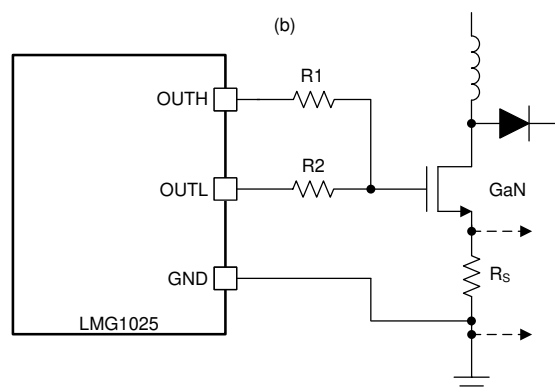 (b)
R1
OUTH
R2
OUTL
GaN
GND
RS
LMG1025